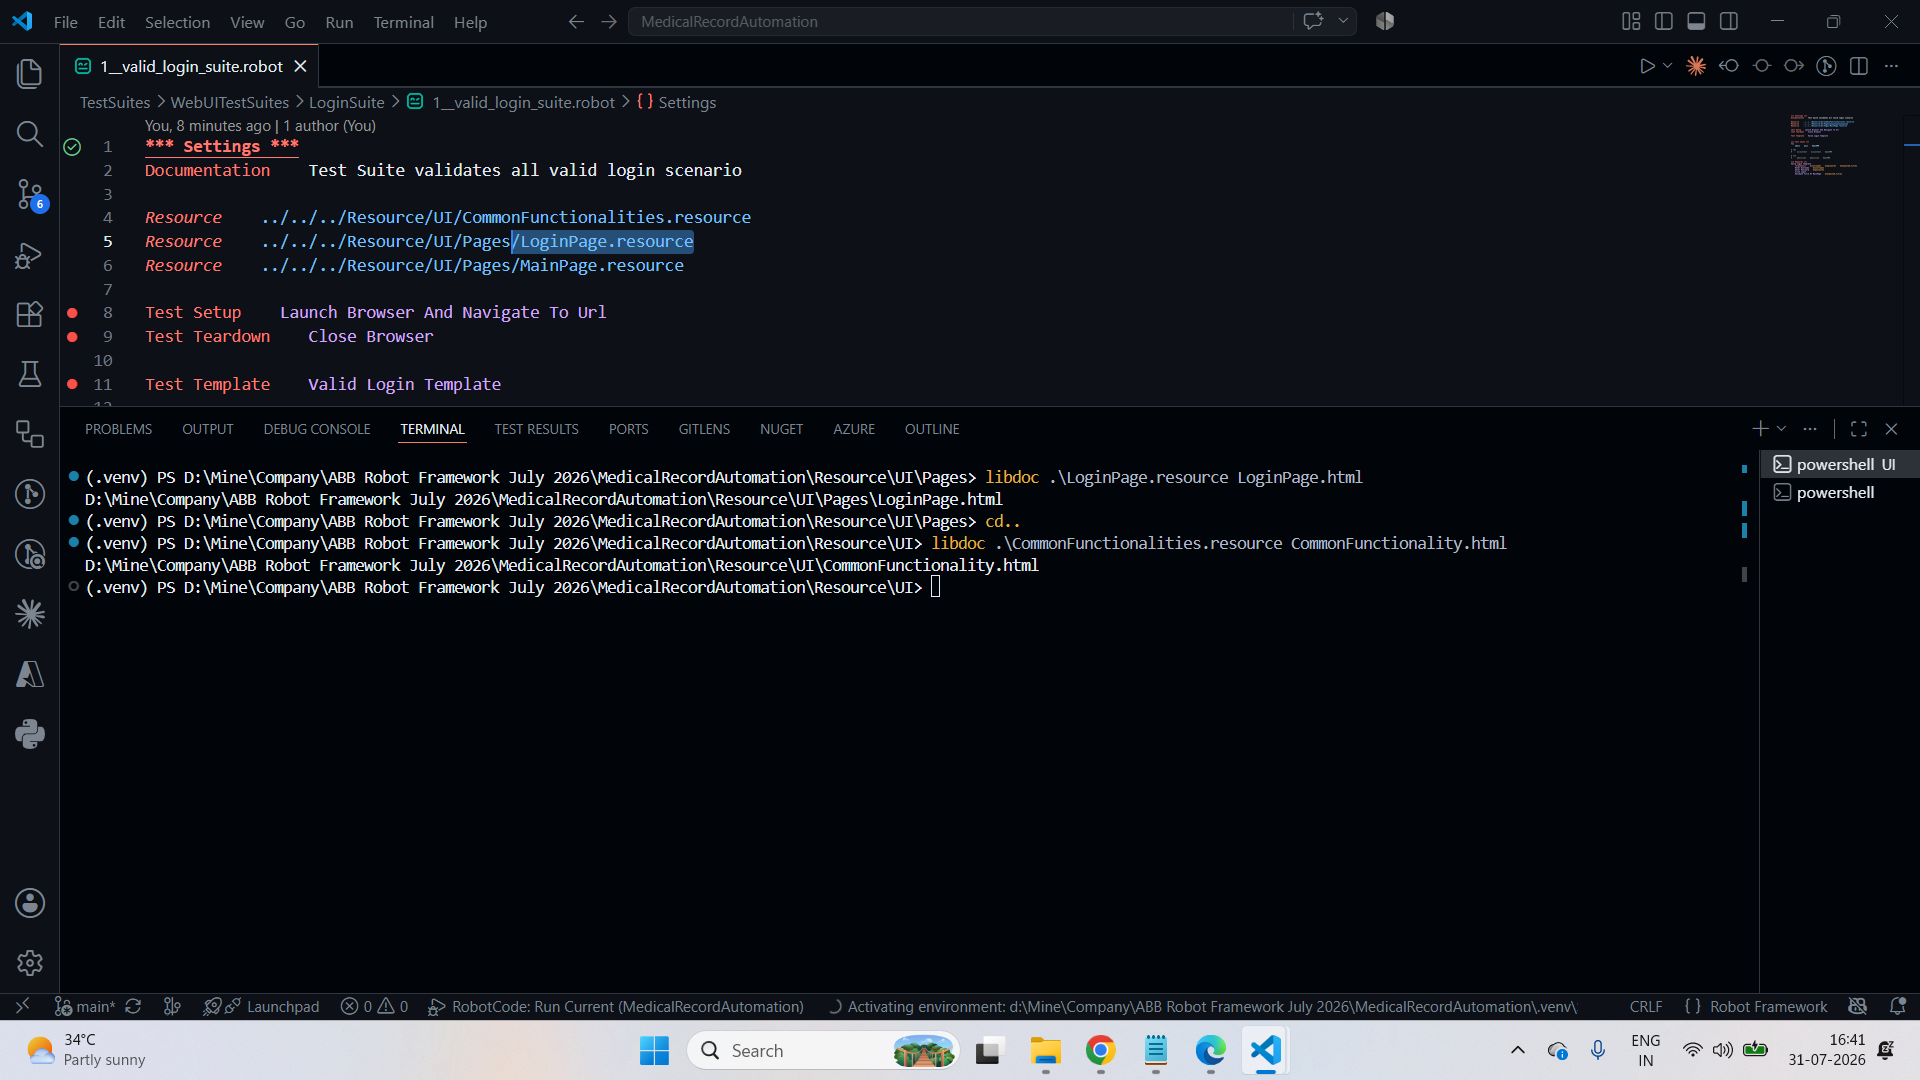 File Edit Selection View Go Run Terminal Help
MedicalRecordAutomation
1__valid_login_suite.robot
TestSuites > WebUITestSuites > LoginSuite > 1__valid_login_suite.robot > {} Settings
You, 8 minutes ago | 1 author (You)
1 *** Settings ***
2 Documentation    Test Suite validates all valid login scenario
3
4 Resource    ../../../Resource/UI/CommonFunctionalities.resource
5 Resource    ../../../Resource/UI/Pages/LoginPage.resource
6 Resource    ../../../Resource/UI/Pages/MainPage.resource
7
8 Test Setup    Launch Browser And Navigate To Url
9 Test Teardown    Close Browser
10
11 Test Template    Valid Login Template
6
PROBLEMS OUTPUT DEBUG CONSOLE TERMINAL TEST RESULTS PORTS GITLENS NUGET AZURE OUTLINE
(.venv) PS D:\Mine\Company\ABB Robot Framework July 2026\MedicalRecordAutomation\Resource\UI\Pages> libdoc .\LoginPage.resource LoginPage.html
D:\Mine\Company\ABB Robot Framework July 2026\MedicalRecordAutomation\Resource\UI\Pages\LoginPage.html
(.venv) PS D:\Mine\Company\ABB Robot Framework July 2026\MedicalRecordAutomation\Resource\UI\Pages> cd..
(.venv) PS D:\Mine\Company\ABB Robot Framework July 2026\MedicalRecordAutomation\Resource\UI> libdoc .\CommonFunctionalities.resource CommonFunctionality.html
D:\Mine\Company\ABB Robot Framework July 2026\MedicalRecordAutomation\Resource\UI\CommonFunctionality.html
(.venv) PS D:\Mine\Company\ABB Robot Framework July 2026\MedicalRecordAutomation\Resource\UI>
powershell UI
powershell
main* Launchpad 0 0 RobotCode: Run Current (MedicalRecordAutomation) Activating environment: d:\Mine\Company\ABB Robot Framework July 2026\MedicalRecordAutomation\.venv\ CRLF {} Robot Framework
34°C
Partly sunny
Search
ENG
IN
16:41
31-07-2026